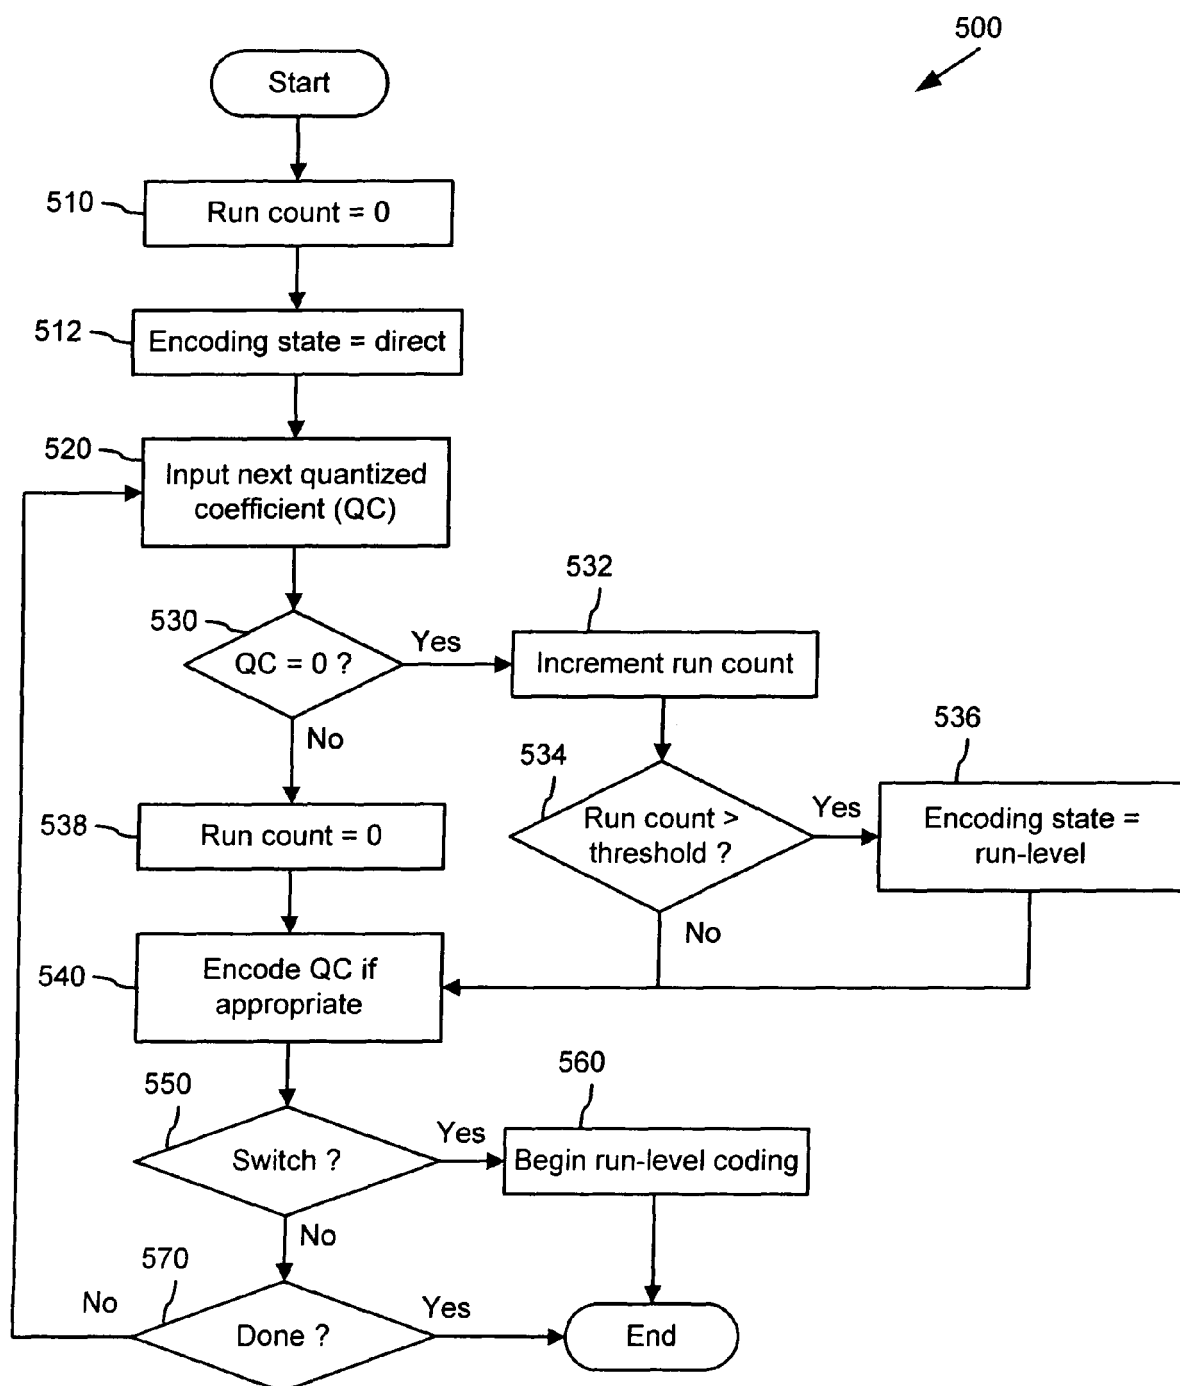 500
Start
510
Run count = 0
512
Encoding state = direct
520
Input next quantized
coefficient (QC)
532
530
QC = 0 ?
Yes
Increment run count
No
536
534
538
Run count = 0
Run count >
threshold ?
Yes
Encoding state =
run-level
No
540
Encode QC if
appropriate
560
550
Switch ?
Yes
Begin run-level coding
No
570
No
Done ?
Yes
End